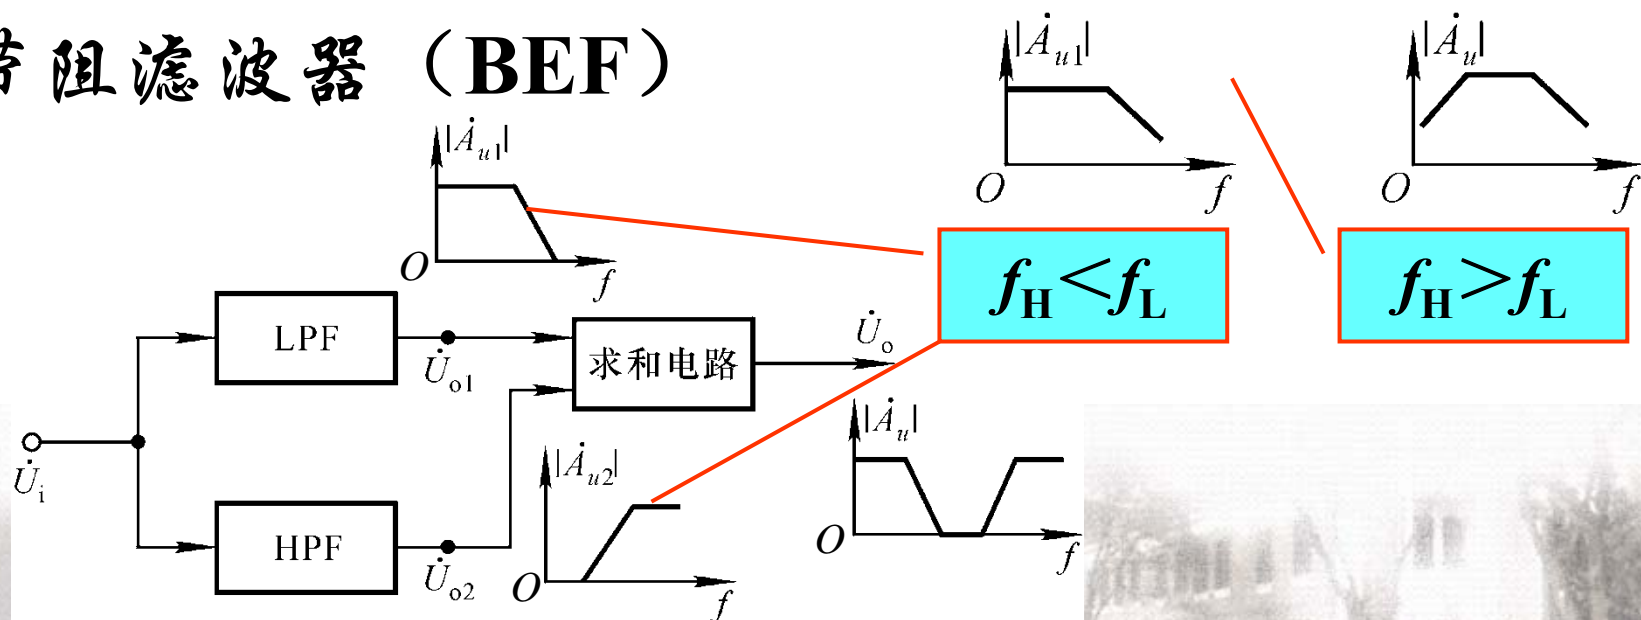 阻滤波器（BEF）
|Ȧu1|
O
f
|Ȧu1|
O
f
|Ȧu|
O
f
fH<fL
fH>fL
LPF
U̇o1
求和电路
U̇o
U̇i
HPF
U̇o2
|Ȧu2|
O
f
|Ȧu|
O
f